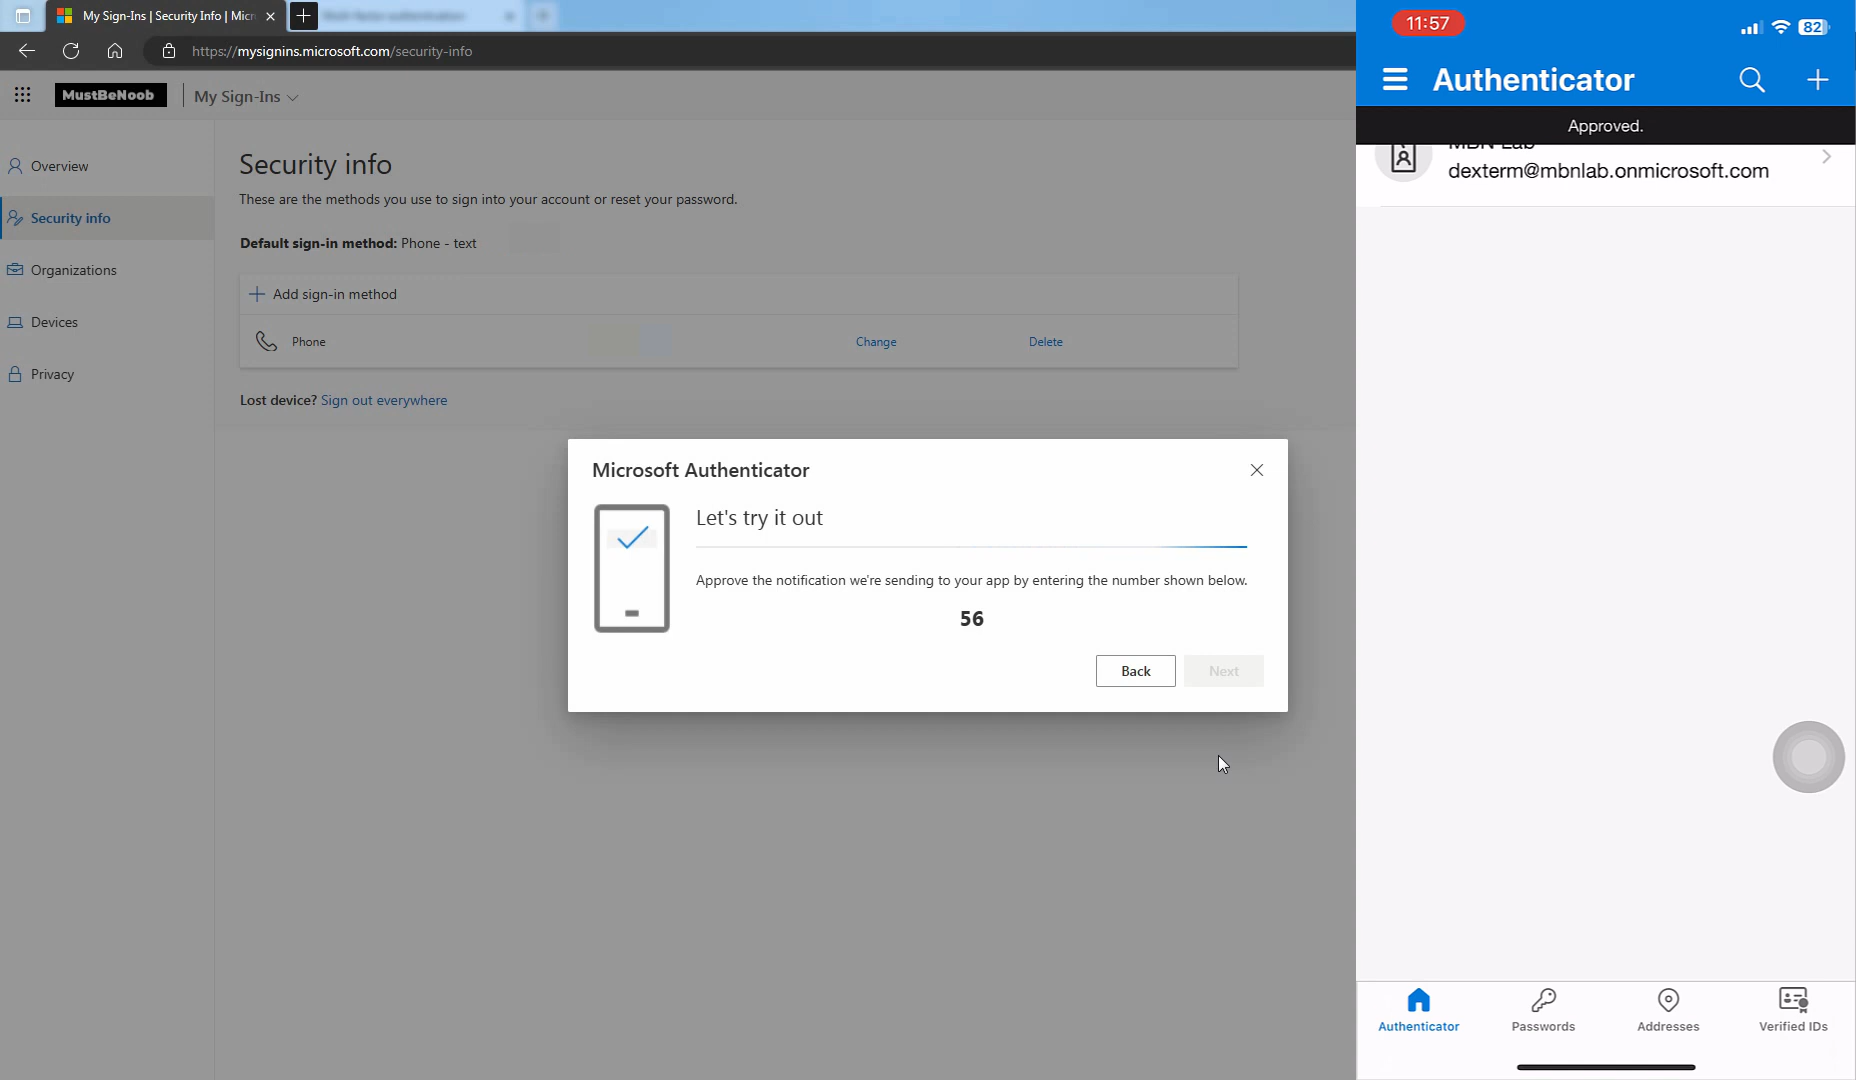 My Sign-Ins | Security Info | Micr
https://mysignins.microsoft.com/security-info
MustBeNoob
My Sign-Ins
Overview
Security info
Organizations
Devices
Privacy
Security info
These are the methods you use to sign into your account or reset your password.
Default sign-in method: Phone - text
Add sign-in method
Phone
Change
Delete
Lost device? Sign out everywhere
Microsoft Authenticator
Let's try it out
Approve the notification we're sending to your app by entering the number shown below.
56
Back
Next
11:57
82
Authenticator
Approved.
MBN Lab
dexterm@mbnlab.onmicrosoft.com
Authenticator
Passwords
Addresses
Verified IDs